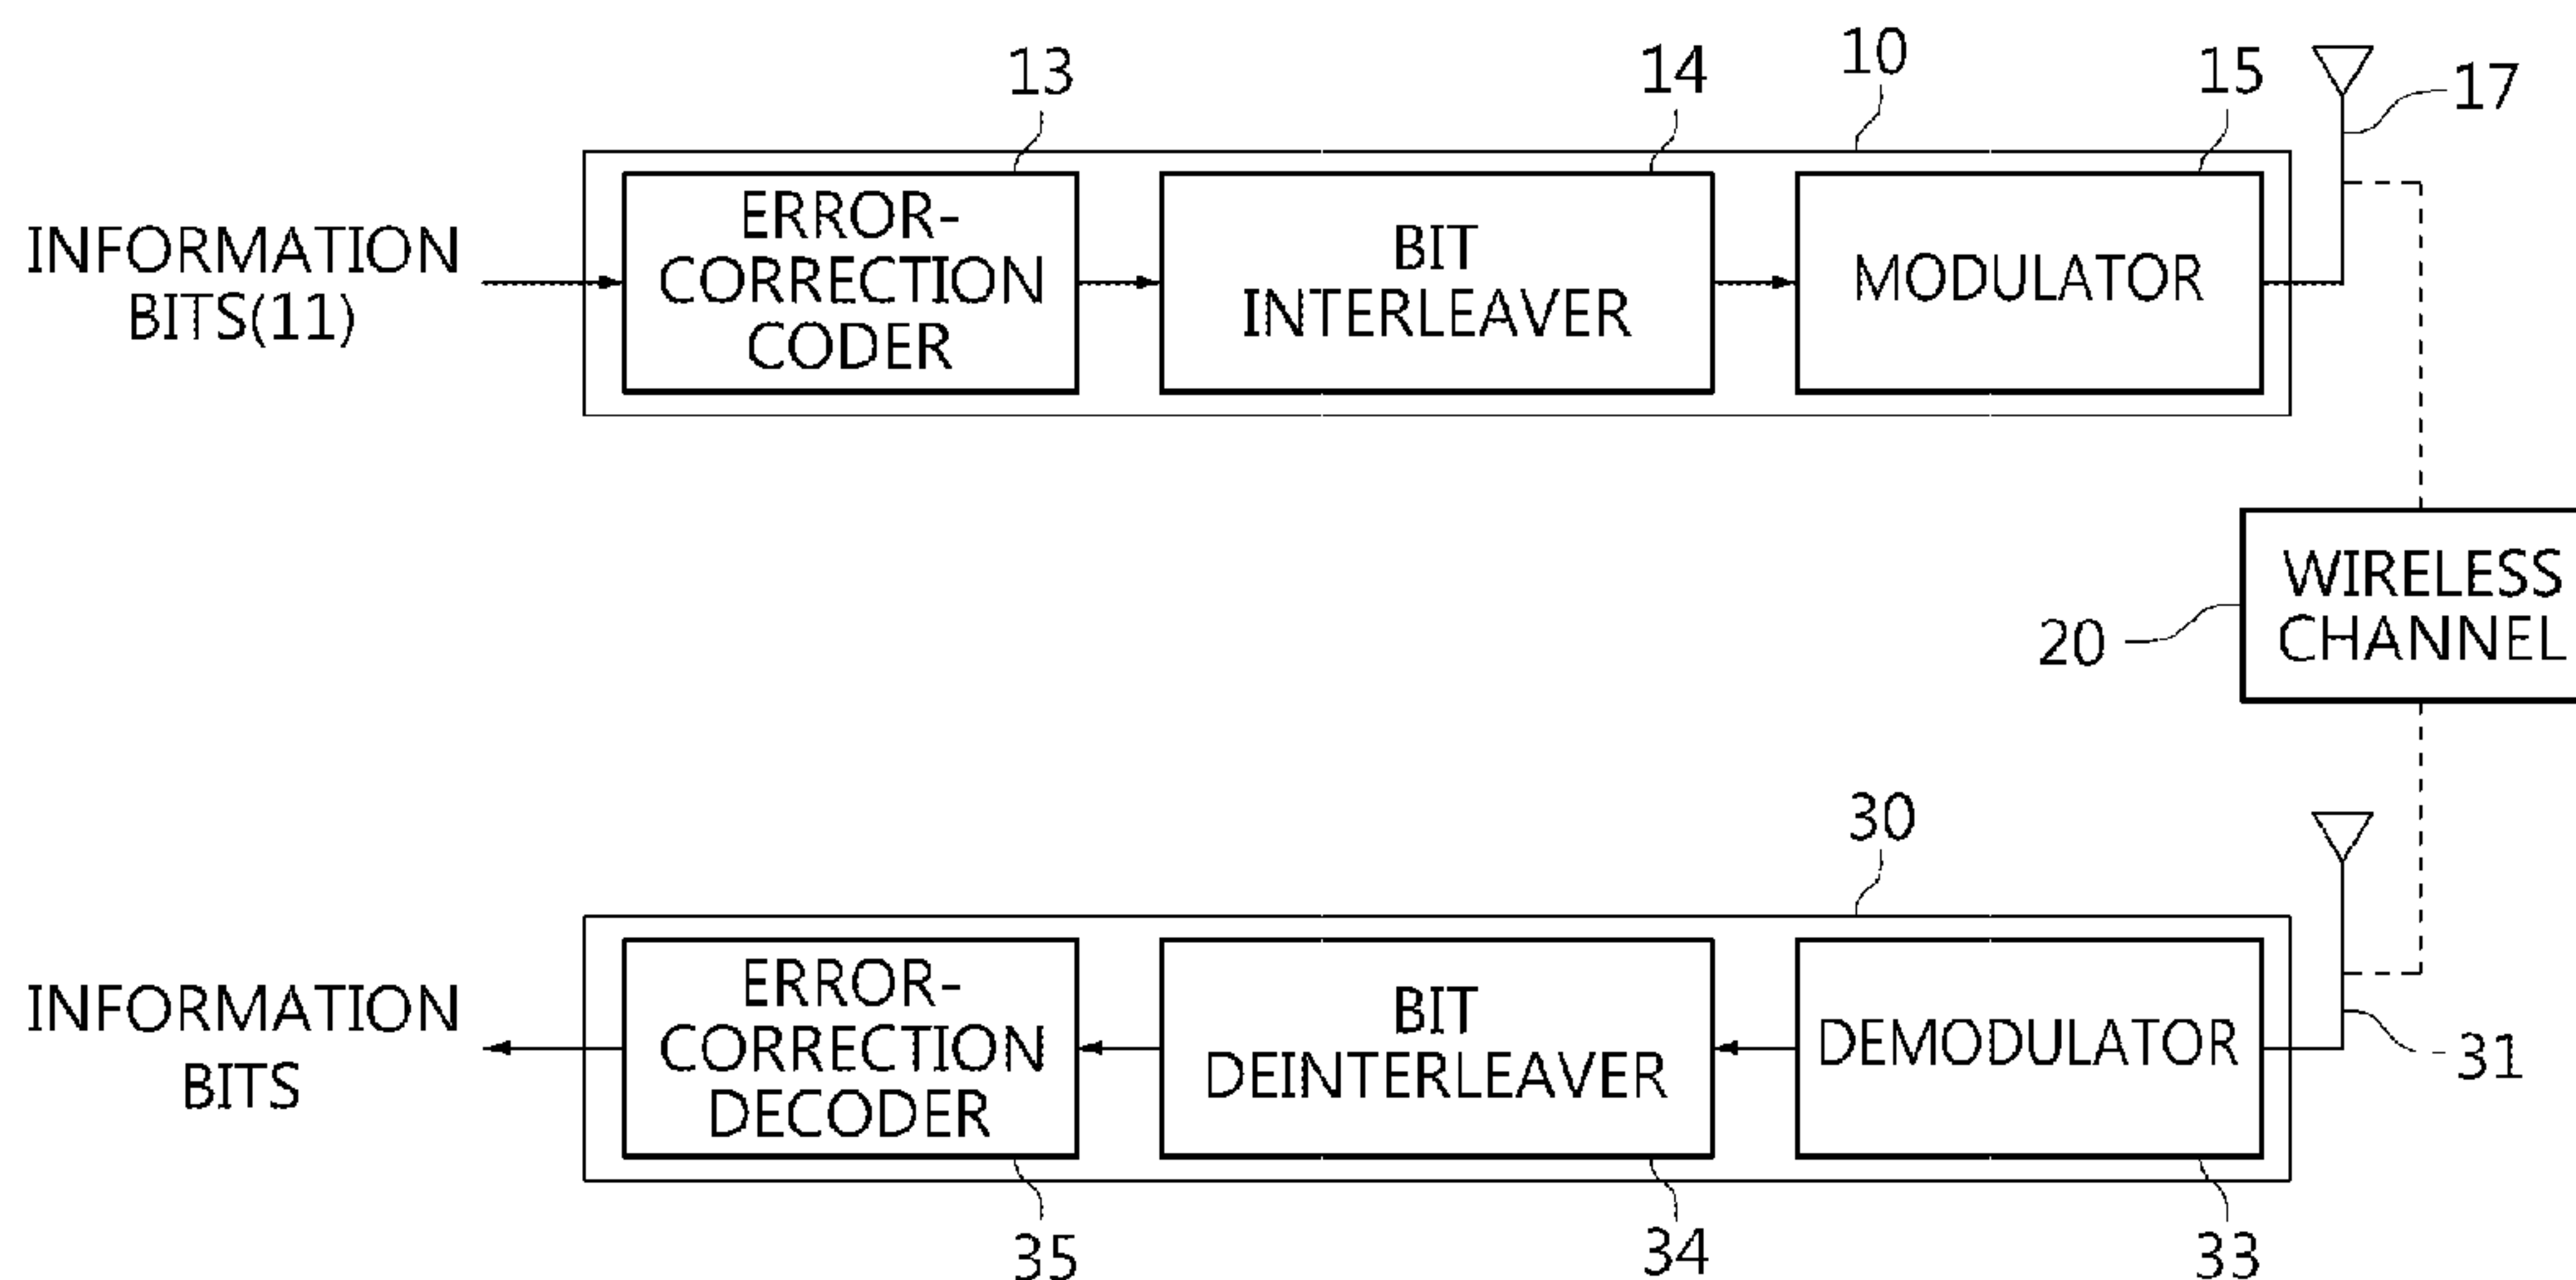 13
14
10
15
17
INFORMATION
BITS(11)
ERROR-
CORRECTION
CODER
BIT
INTERLEAVER
MODULATOR
WIRELESS
CHANNEL
20
30
INFORMATION
BITS
ERROR-
CORRECTION
DECODER
BIT
DEINTERLEAVER
DEMODULATOR
31
35
34
33